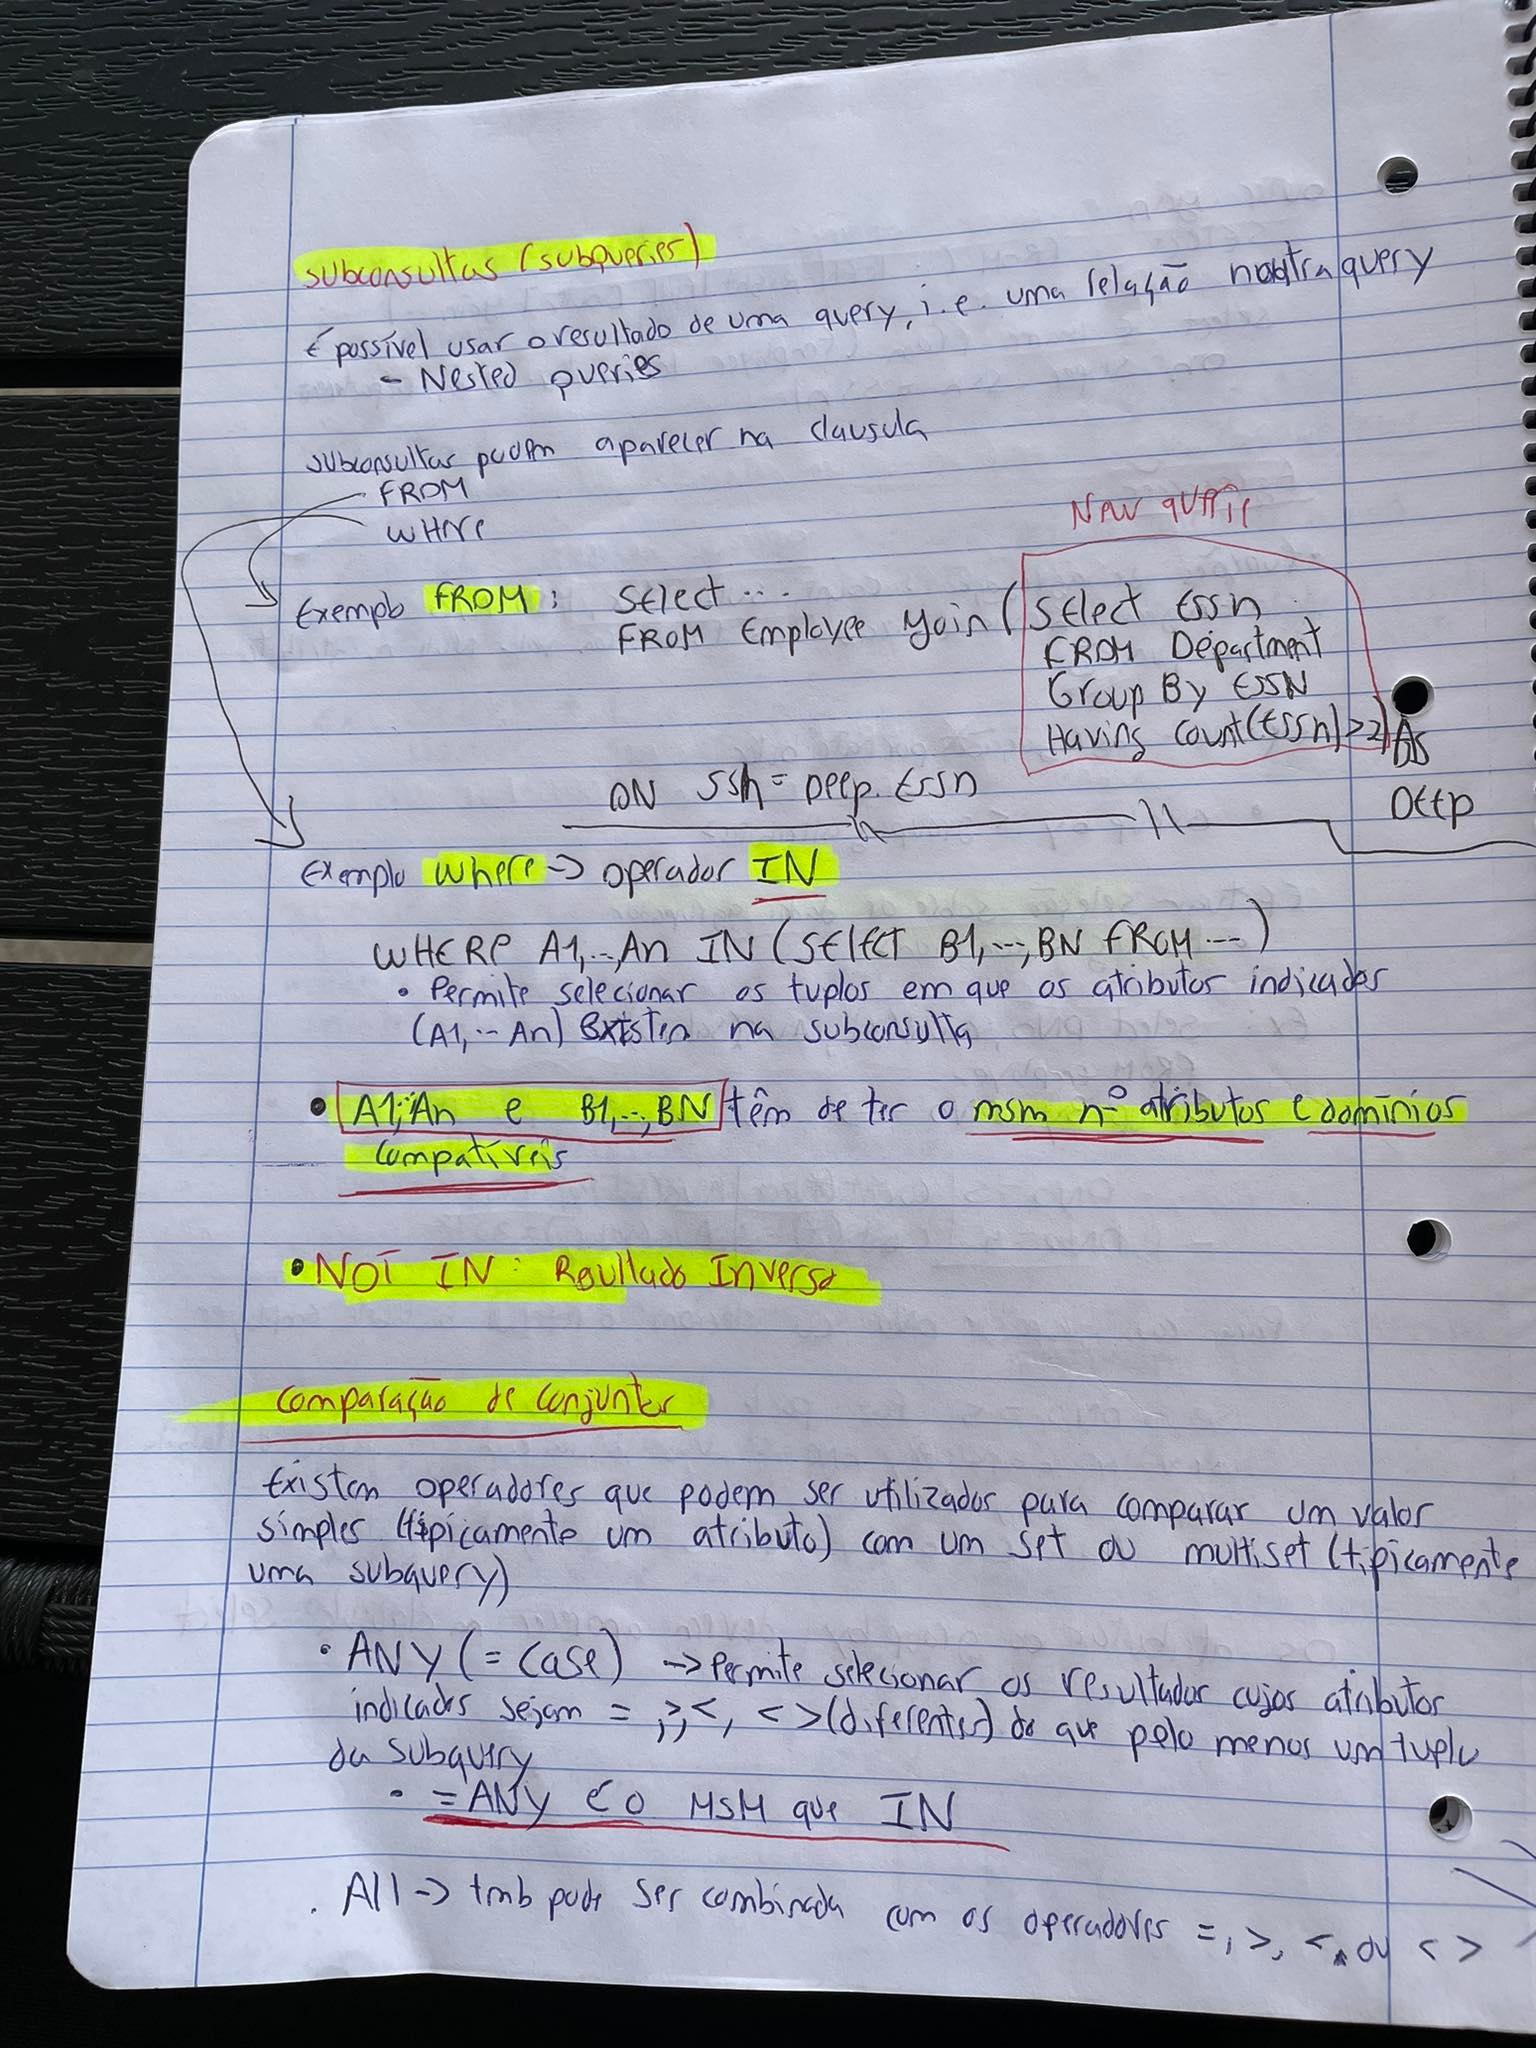 Subconsultas (subqueries)
É possível usar o resultado de uma query, i.e. uma relação noutra query
- Nested queries
subconsultas podem aparecer na clausula
FROM
WHERE
New querie
Exemplo FROM: Select ...
FROM Employee Join ( Select Essn
FROM Department
Group By ESSN
Having count(Essn)>2) As
Deep
ON Ssn = Deep.Essn
Exemplo Where -> operador IN
WHERE A1,..,An IN (Select B1,...,BN FROM ...)
• Permite selecionar os tuplos em que os atributos indicados
(A1,.. An) Existem na subconsulta
• A1;An e B1,..,BN têm de ter o msm nº atributos e domínios
compatíveis
• NOT IN: Resultado Inverso
Comparação de conjuntos
Existem operadores que podem ser utilizados para comparar um valor
simples (tipicamente um atributo) com um set ou multiset (tipicamente
uma subquery)
• ANY (= Case) -> Permite selecionar os resultados cujos atributos
indicados sejam =, >, <, <> (diferentes) do que pelo menos um tuplo
da subquery
• =ANY é o MSM que IN
. All -> tmb pode ser combinada com os operadores =, >, <, ou <>